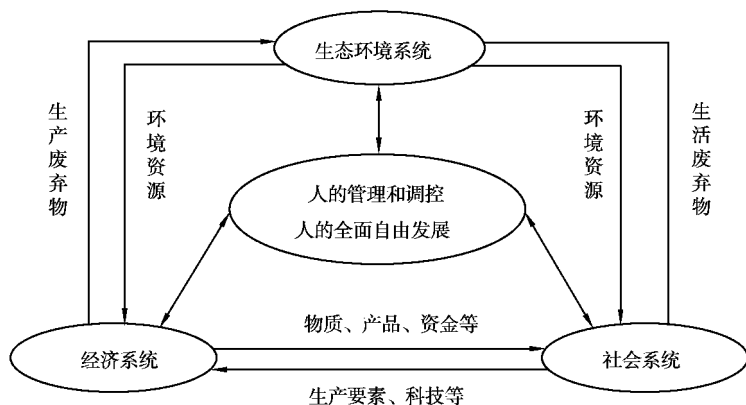 生态环境系统
生产废弃物
环境资源
环境资源
生活废弃物
人的管理和调控
人的全面自由发展
物质、产品、资金等
经济系统
社会系统
生产要素、科技等